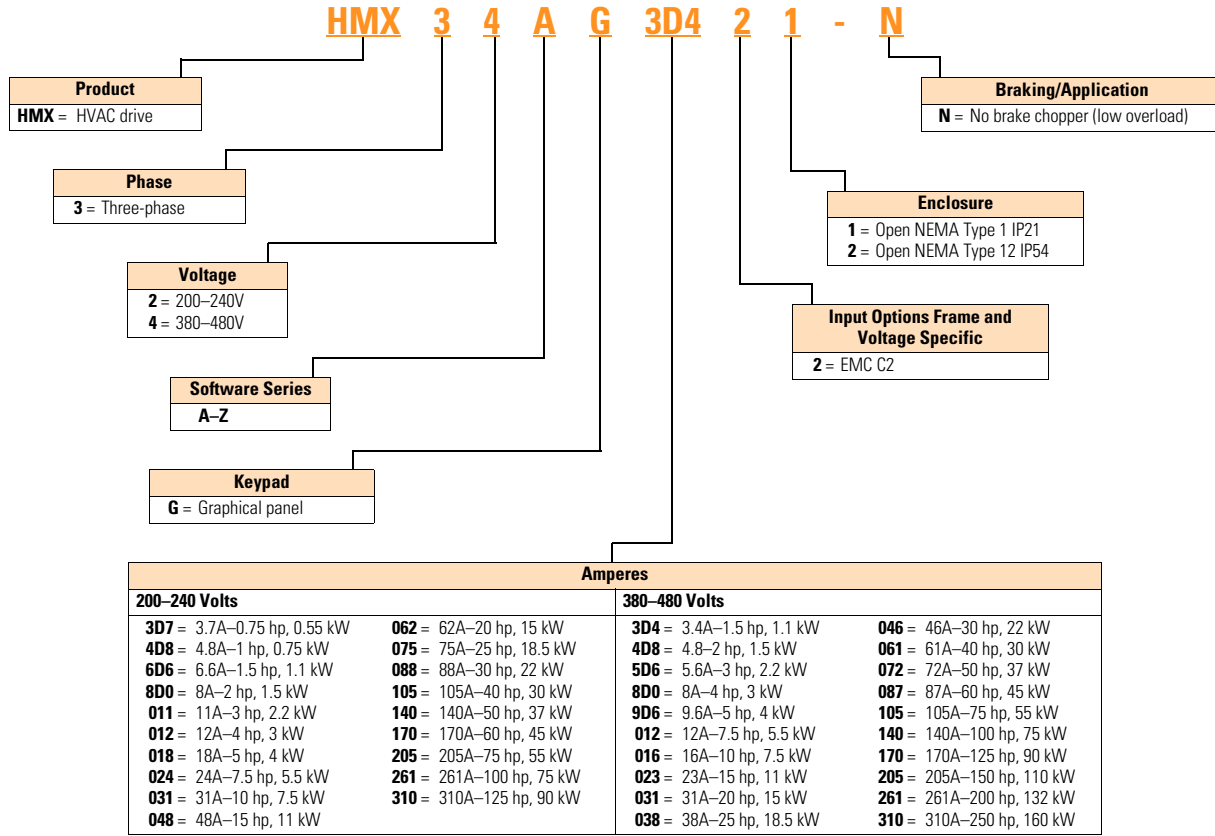 HMX 3 4 A G 3D4 2 1 - N
Product
HMX = HVAC drive
Phase
3 = Three-phase
Voltage
2 = 200–240V
4 = 380–480V
Software Series
A–Z
Keypad
G = Graphical panel
Braking/Application
N = No brake chopper (low overload)
Enclosure
1 = Open NEMA Type 1 IP21
2 = Open NEMA Type 12 IP54
Input Options Frame and
Voltage Specific
2 = EMC C2
Amperes
200–240 Volts
3D7 = 3.7A–0.75 hp, 0.55 kW
4D8 = 4.8A–1 hp, 0.75 kW
6D6 = 6.6A–1.5 hp, 1.1 kW
8D0 = 8A–2 hp, 1.5 kW
011 = 11A–3 hp, 2.2 kW
012 = 12A–4 hp, 3 kW
018 = 18A–5 hp, 4 kW
024 = 24A–7.5 hp, 5.5 kW
031 = 31A–10 hp, 7.5 kW
048 = 48A–15 hp, 11 kW
062 = 62A–20 hp, 15 kW
075 = 75A–25 hp, 18.5 kW
088 = 88A–30 hp, 22 kW
105 = 105A–40 hp, 30 kW
140 = 140A–50 hp, 37 kW
170 = 170A–60 hp, 45 kW
205 = 205A–75 hp, 55 kW
261 = 261A–100 hp, 75 kW
310 = 310A–125 hp, 90 kW
380–480 Volts
3D4 = 3.4A–1.5 hp, 1.1 kW
4D8 = 4.8–2 hp, 1.5 kW
5D6 = 5.6A–3 hp, 2.2 kW
8D0 = 8A–4 hp, 3 kW
9D6 = 9.6A–5 hp, 4 kW
012 = 12A–7.5 hp, 5.5 kW
016 = 16A–10 hp, 7.5 kW
023 = 23A–15 hp, 11 kW
031 = 31A–20 hp, 15 kW
038 = 38A–25 hp, 18.5 kW
046 = 46A–30 hp, 22 kW
061 = 61A–40 hp, 30 kW
072 = 72A–50 hp, 37 kW
087 = 87A–60 hp, 45 kW
105 = 105A–75 hp, 55 kW
140 = 140A–100 hp, 75 kW
170 = 170A–125 hp, 90 kW
205 = 205A–150 hp, 110 kW
261 = 261A–200 hp, 132 kW
310 = 310A–250 hp, 160 kW